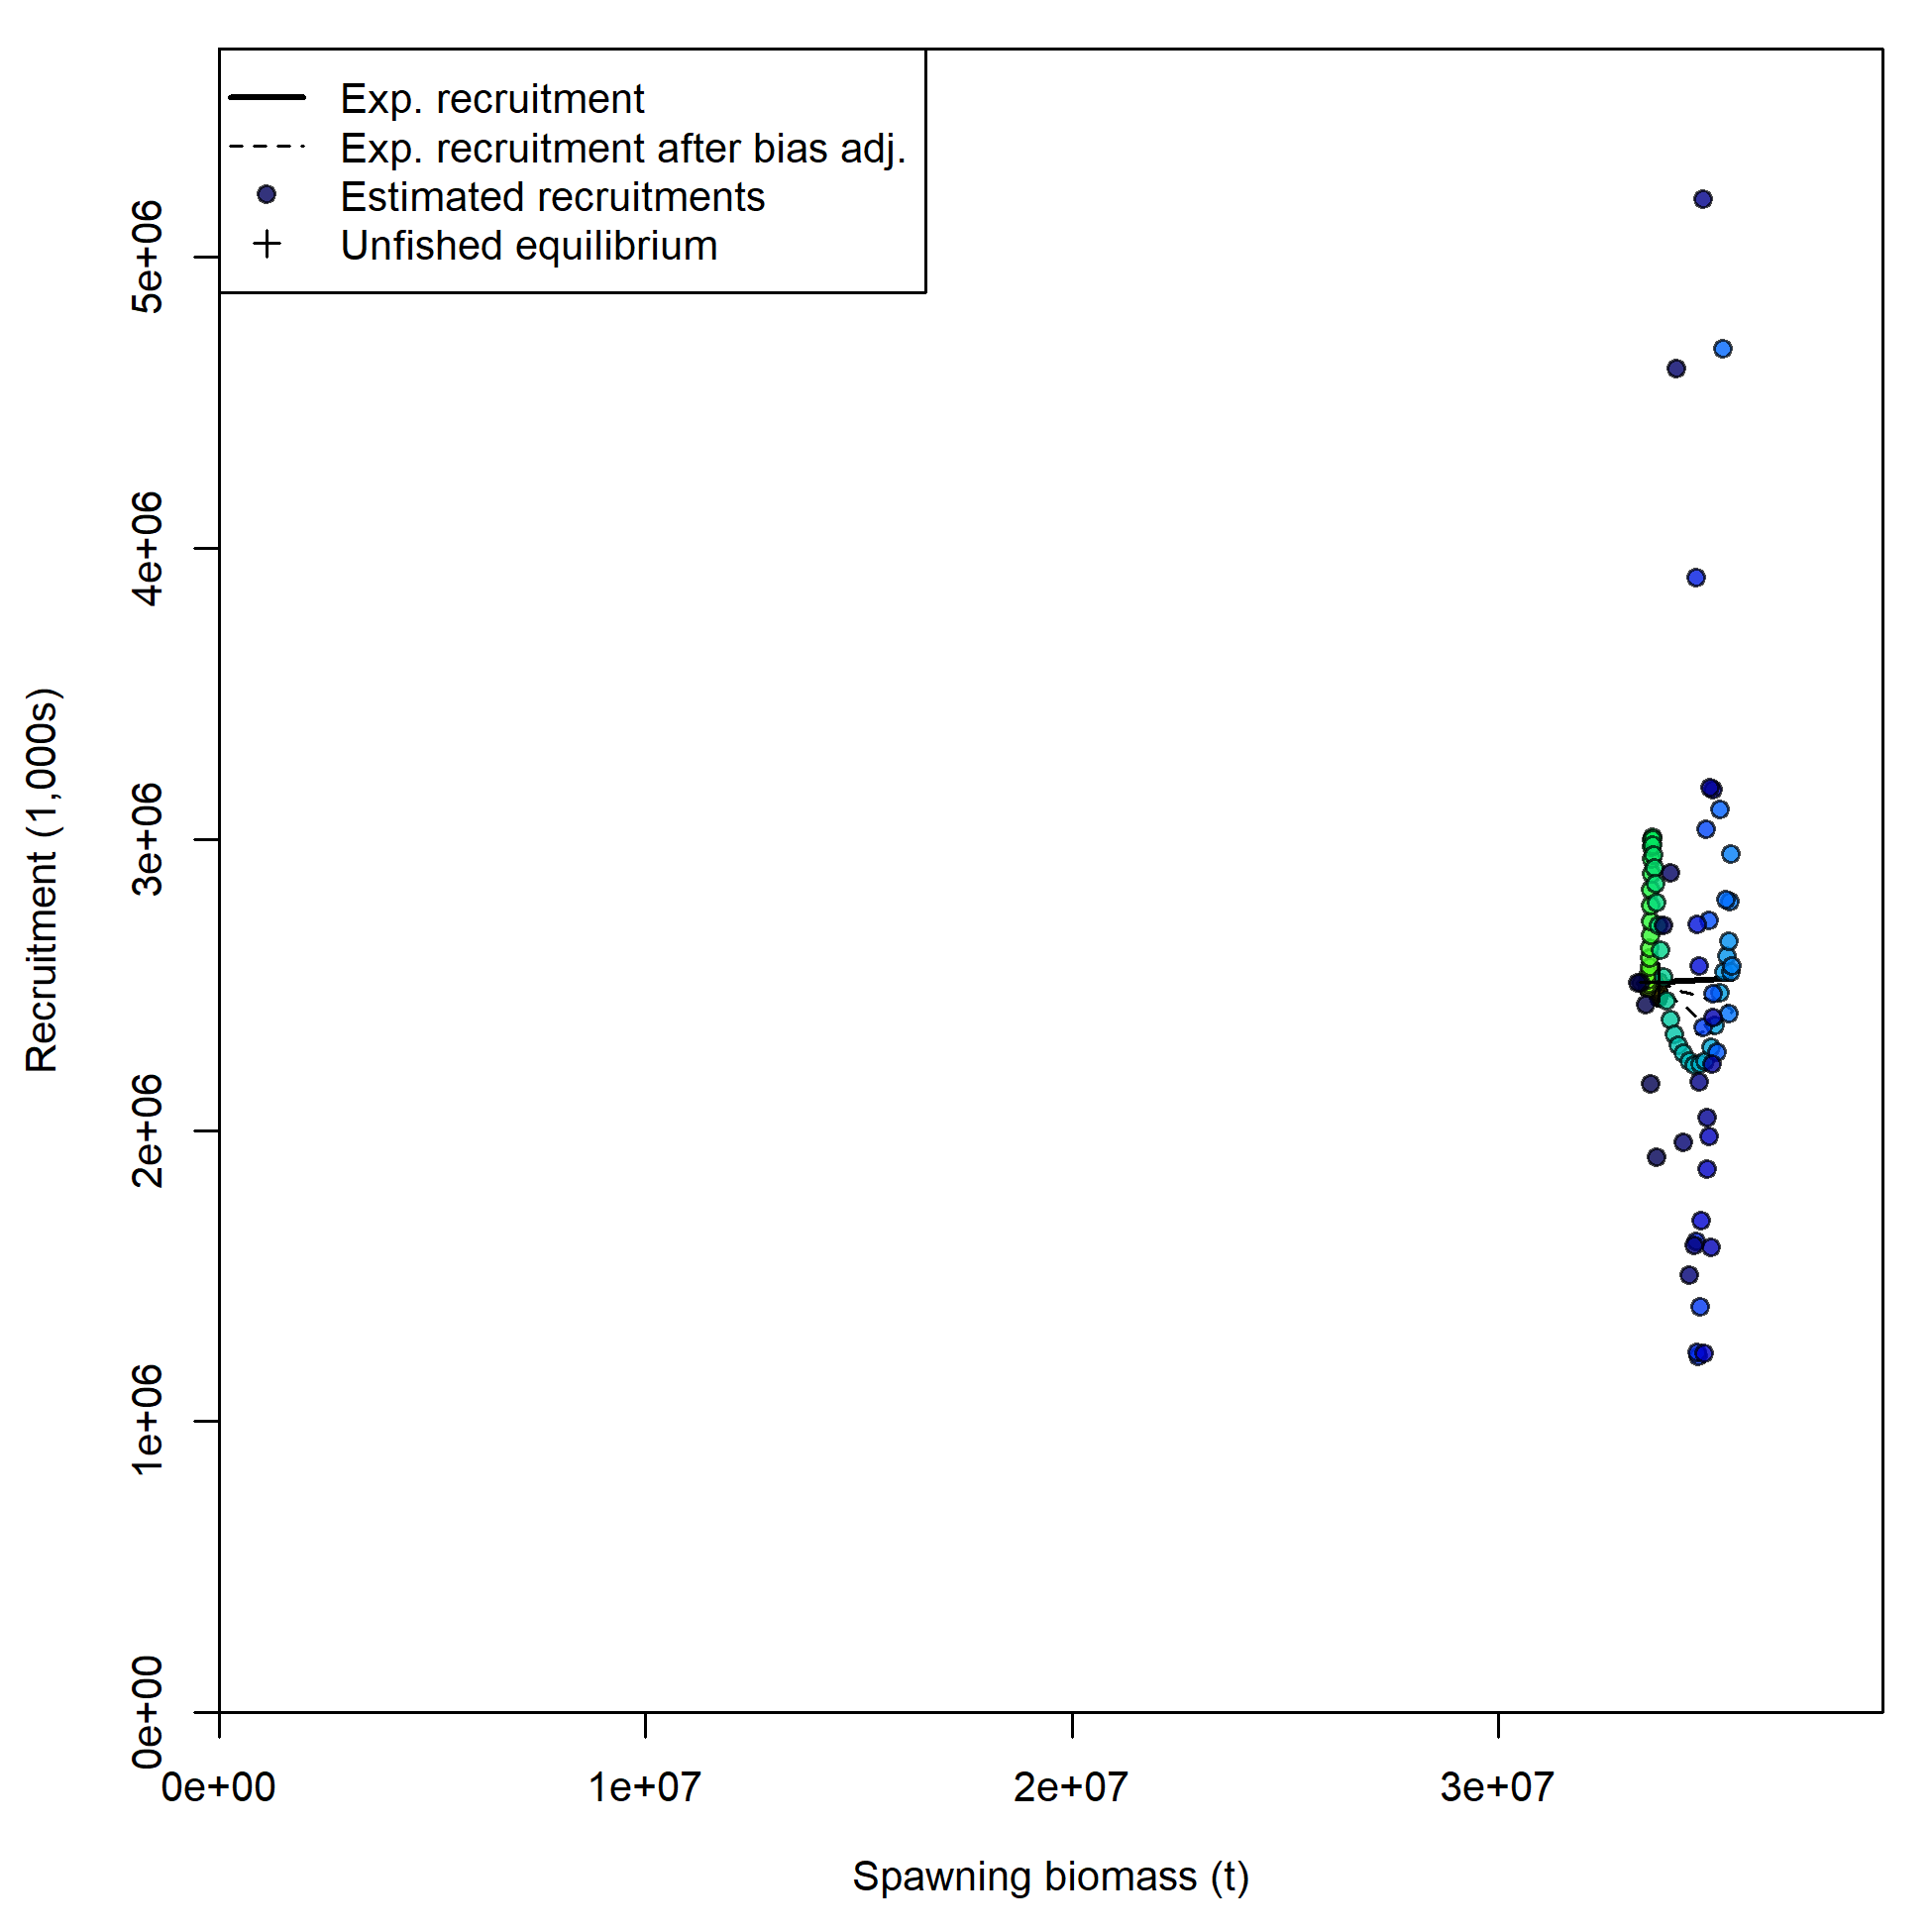 Exp. recruitment
Exp. recruitment after bias adj.
Estimated recruitments
Unfished equilibrium
5e+06
4e+06
3e+06
2e+06
1e+06
0e+00
Recruitment (1,000s)
0e+00 1e+07 2e+07 3e+07
Spawning biomass (t)